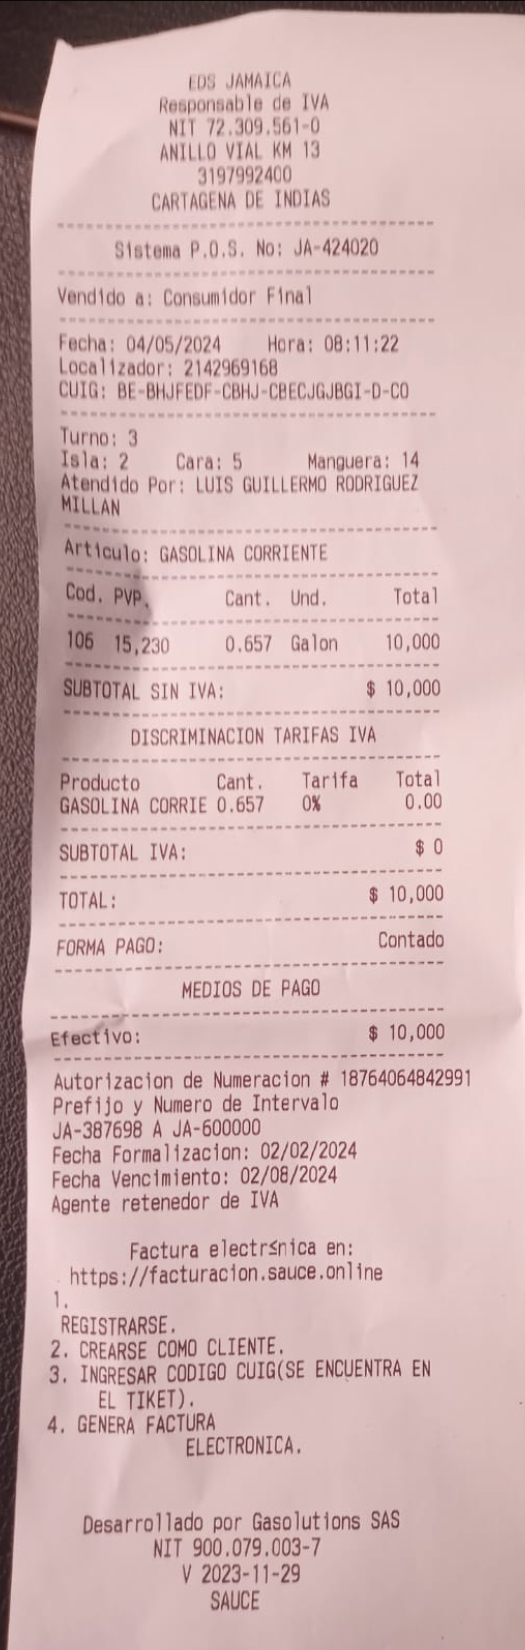 EDS JAMAICA
Responsable de IVA
NIT 72.309.561-0
ANILLO VIAL KM 13
3197992400
CARTAGENA DE INDIAS
Sistema P.O.S. No: JA-424020
Vendido a: Consumidor Final
Fecha: 04/05/2024 Hora: 08:11:22
Localizador: 2142969168
CUIG: BE-BHJFEDF-CBHJ-CBECJGJBGI-D-CO
Turno: 3
Isla: 2 Cara: 5 Manguera: 14
Atendido Por: LUIS GUILLERMO RODRIGUEZ
MILLAN
Articulo: GASOLINA CORRIENTE
Cod. PVP. Cant. Und. Total
106 15,230 0.657 Galon 10,000
SUBTOTAL SIN IVA: $ 10,000
DISCRIMINACION TARIFAS IVA
Producto Cant. Tarifa Total
GASOLINA CORRIE 0.657 0% 0.00
SUBTOTAL IVA: $ 0
TOTAL: $ 10,000
FORMA PAGO: Contado
MEDIOS DE PAGO
Efectivo: $ 10,000
Autorizacion de Numeracion # 18764064842991
Prefijo y Numero de Intervalo
JA-387698 A JA-600000
Fecha Formalizacion: 02/02/2024
Fecha Vencimiento: 02/08/2024
Agente retenedor de IVA
Factura electr≤nica en:
https://facturacion.sauce.online
1.
REGISTRARSE.
2. CREARSE COMO CLIENTE.
3. INGRESAR CODIGO CUIG(SE ENCUENTRA EN
EL TIKET).
4. GENERA FACTURA
ELECTRONICA.
Desarrollado por Gasolutions SAS
NIT 900.079.003-7
V 2023-11-29
SAUCE